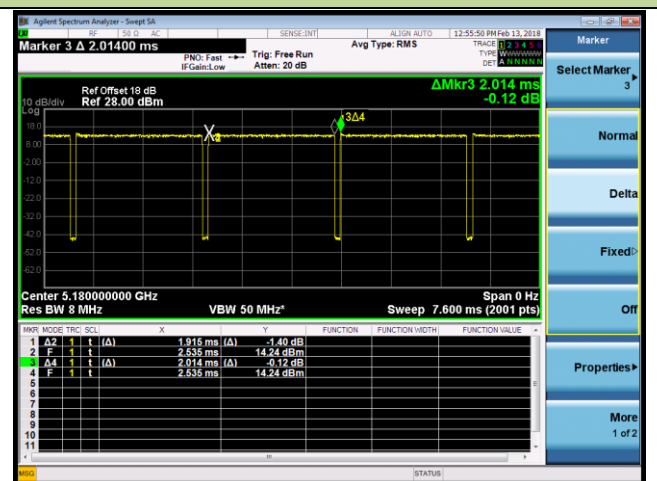 Agilent Spectrum Analyzer - Swept SA
RF 50 Ω AC SENSE:INT ALIGN AUTO 12:55:50 PM Feb 13, 2018
Marker 3 Δ 2.01400 ms
PNO: Fast
IFGain:Low
Trig: Free Run
Atten: 20 dB
Avg Type: RMS
TRACE 1 2 3 4 5 6
TYPE WWWWWW
DET A N N N N N
Ref Offset 18 dB
Ref 28.00 dBm
10 dB/div
Log
ΔMkr3 2.014 ms
-0.12 dB
18.0
8.00
-2.00
-12.0
-22.0
-32.0
-42.0
-52.0
-62.0
3Δ4
Center 5.180000000 GHz
Span 0 Hz
Res BW 8 MHz
VBW 50 MHz*
Sweep 7.600 ms (2001 pts)
MKR MODE TRC SCL X Y FUNCTION FUNCTION WIDTH FUNCTION VALUE
1 Δ2 1 t (Δ) 1.915 ms (Δ) -1.40 dB
2 F 1 t 2.535 ms 14.24 dBm
3 Δ4 1 t (Δ) 2.014 ms (Δ) -0.12 dB
4 F 1 t 2.535 ms 14.24 dBm
5
6
7
8
9
10
11
MSG
STATUS
Marker
Select Marker
3
Normal
Delta
Fixed
Off
Properties
More
1 of 2